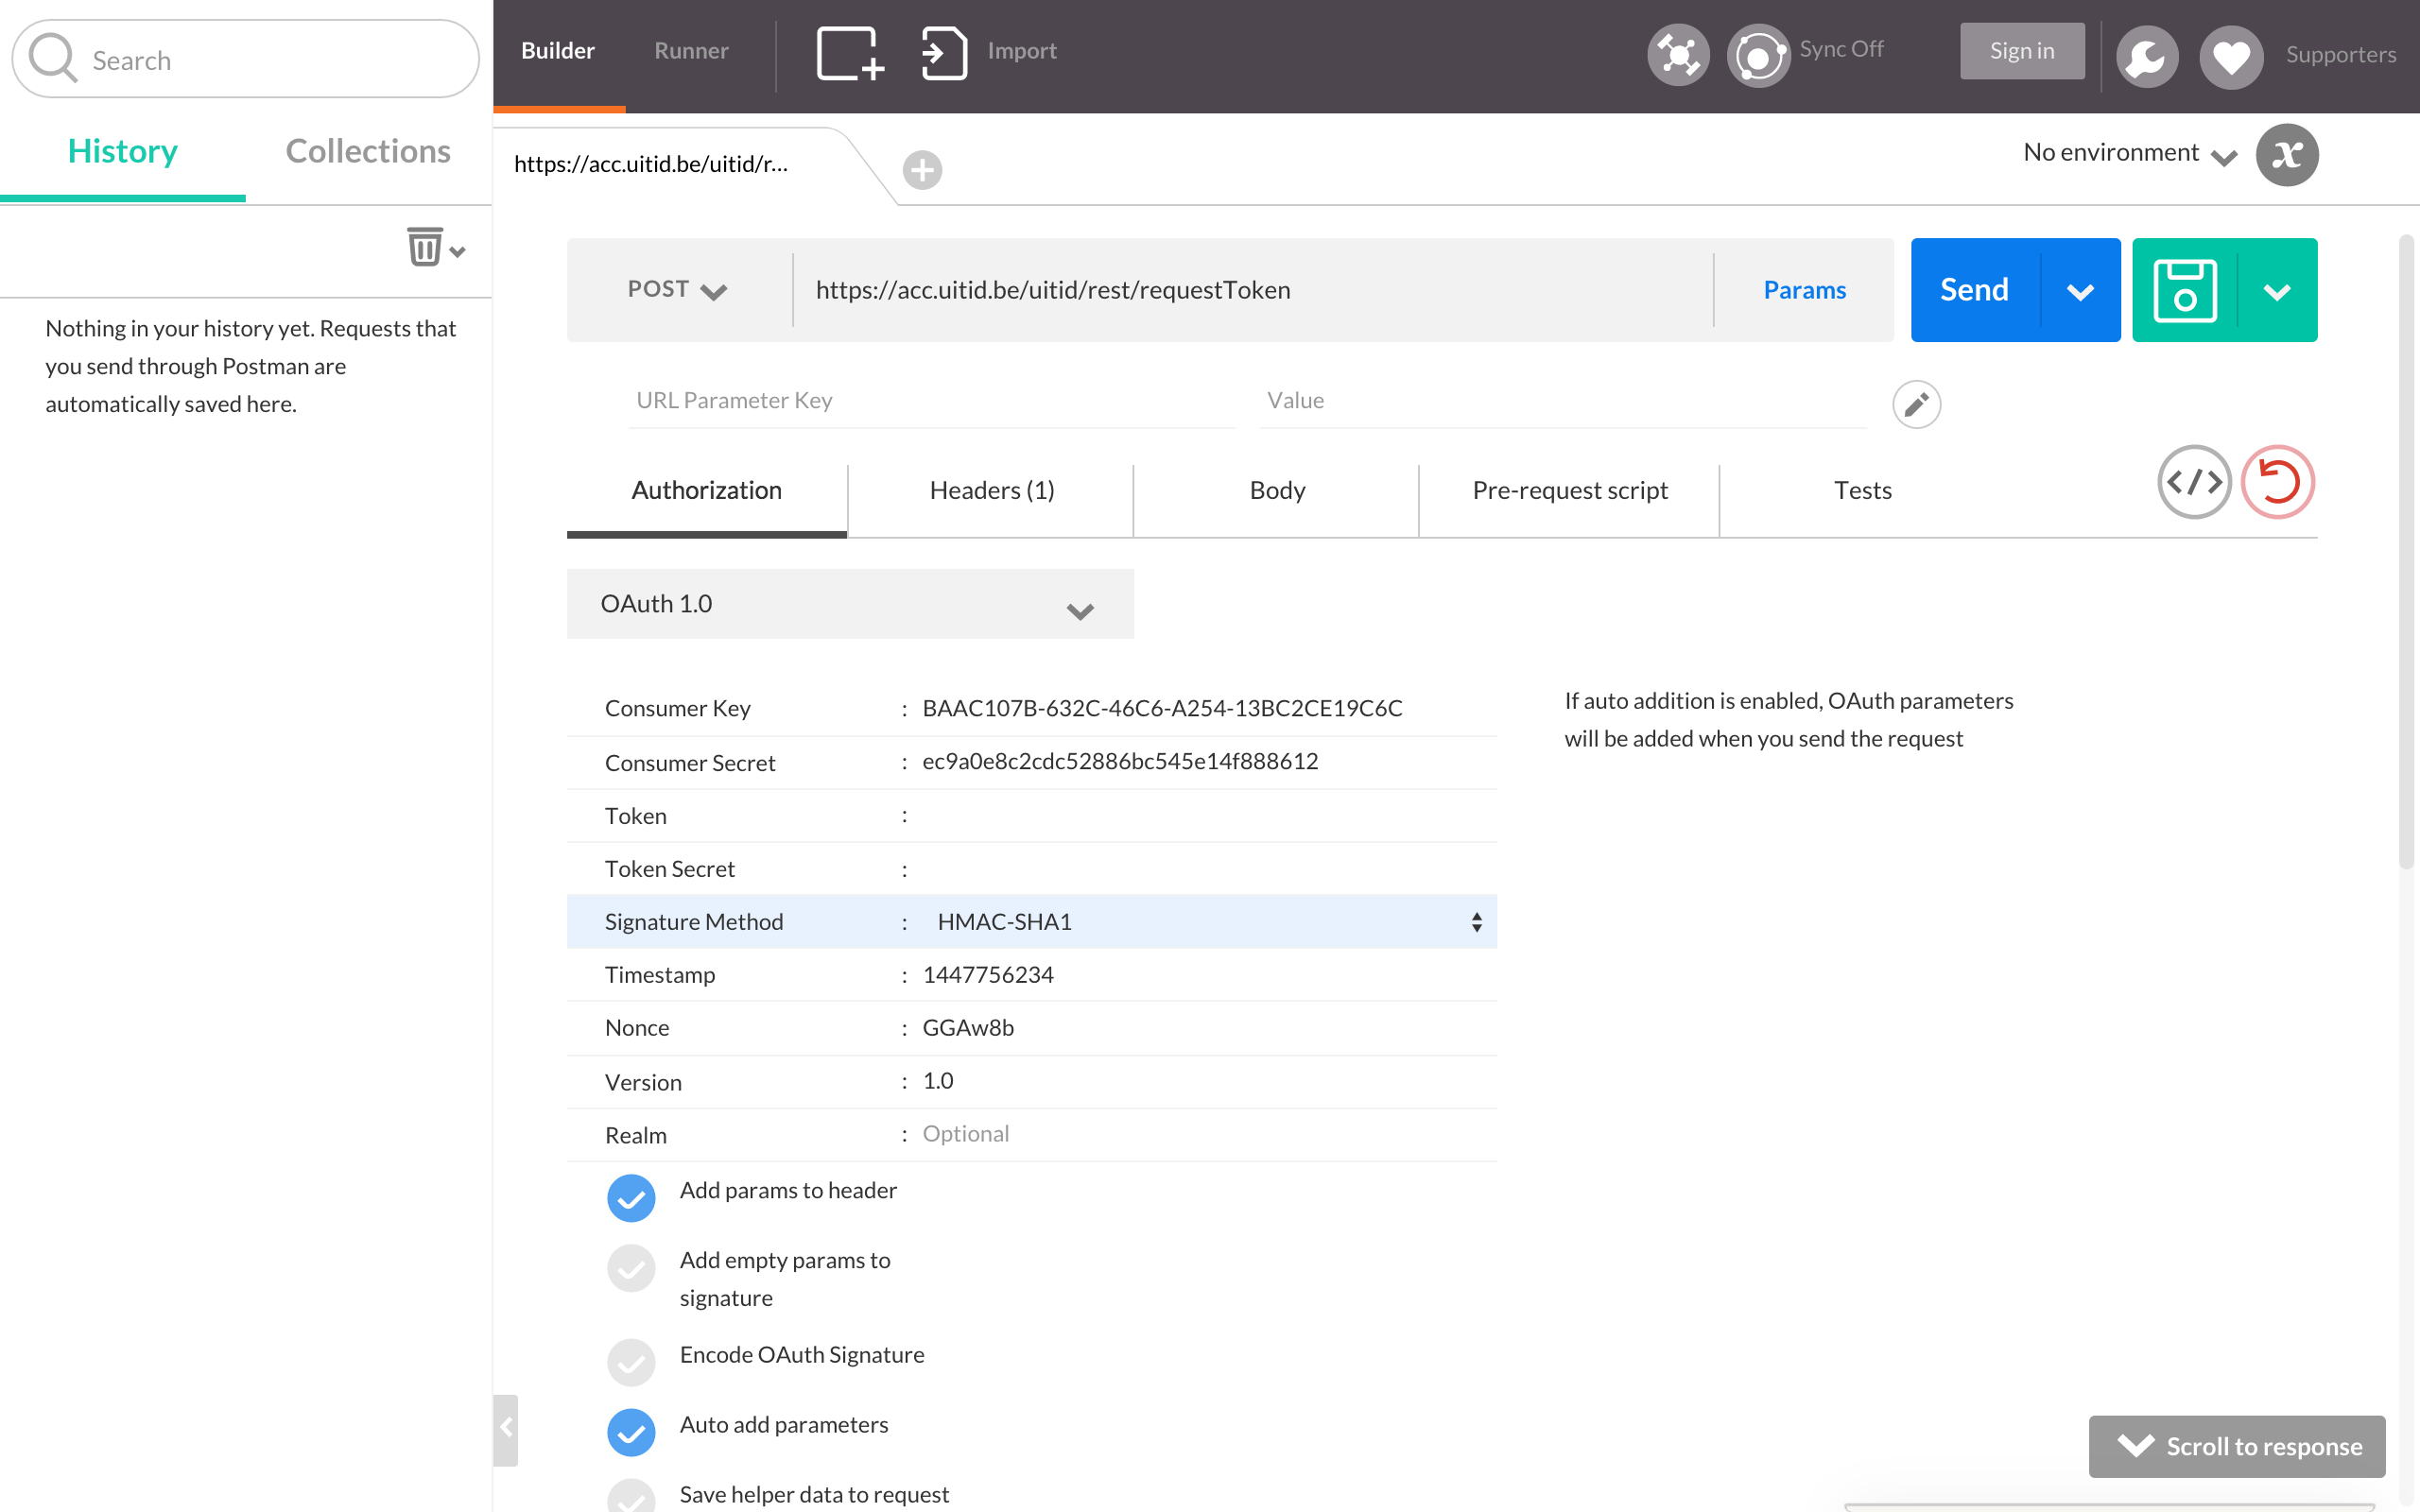 Search
Builder
Runner
Import
Sync Off
Sign in
Supporters
History
Collections
https://acc.uitid.be/uitid/r...
No environment
x
POST
https://acc.uitid.be/uitid/rest/requestToken
Params
Send
Nothing in your history yet. Requests that
you send through Postman are
automatically saved here.
URL Parameter Key
Value
Authorization
Headers (1)
Body
Pre-request script
Tests
</>
OAuth 1.0
Consumer Key : BAAC107B-632C-46C6-A254-13BC2CE19C6C
Consumer Secret : ec9a0e8c2cdc52886bc545e14f888612
Token :
Token Secret :
Signature Method : HMAC-SHA1
Timestamp : 1447756234
Nonce : GGAw8b
Version : 1.0
Realm : Optional
If auto addition is enabled, OAuth parameters
will be added when you send the request
Add params to header
Add empty params to
signature
Encode OAuth Signature
Auto add parameters
Save helper data to request
Scroll to response